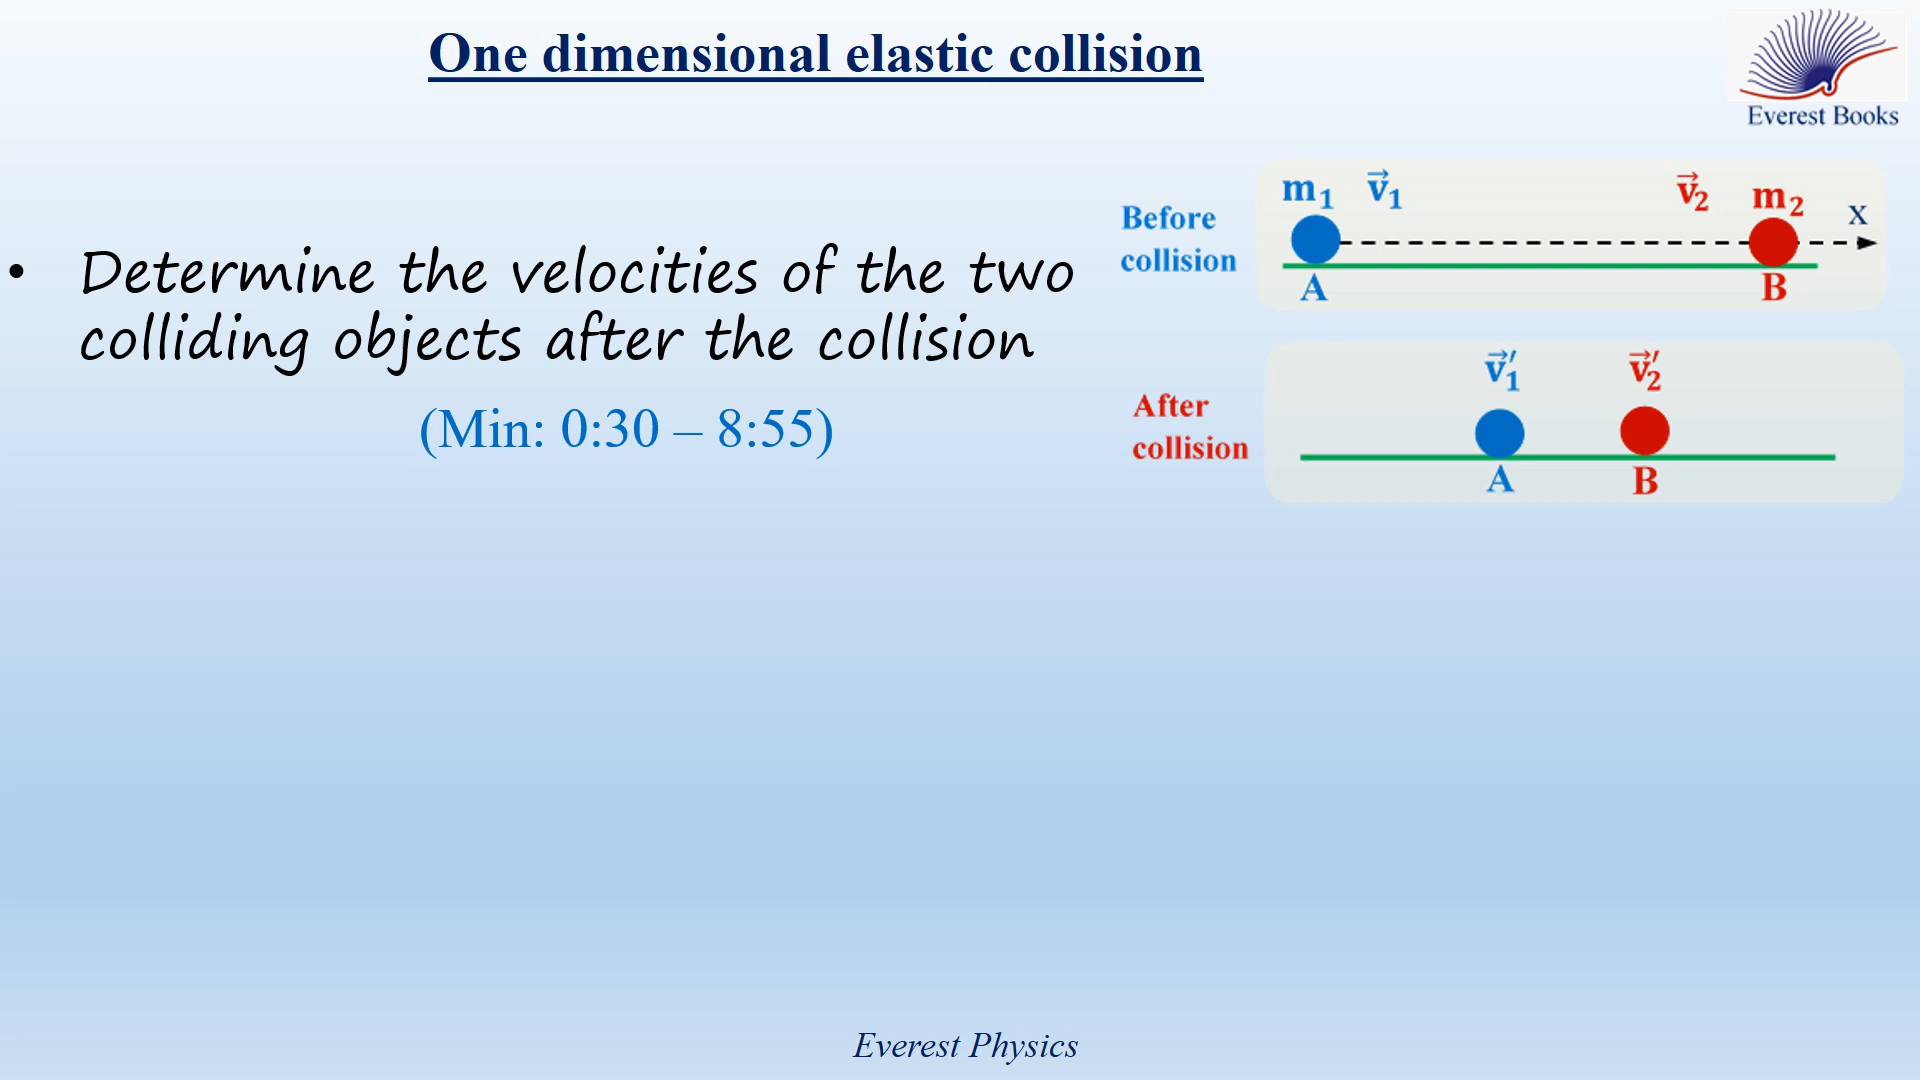 One dimensional elastic collision
Everest Books
• Determine the velocities of the two
colliding objects after the collision
(Min: 0:30 – 8:55)
Before
collision
m₁ v⃗₁ v⃗₂ m₂ x
A B
After
collision
v⃗₁′ v⃗₂′
A B
Everest Physics